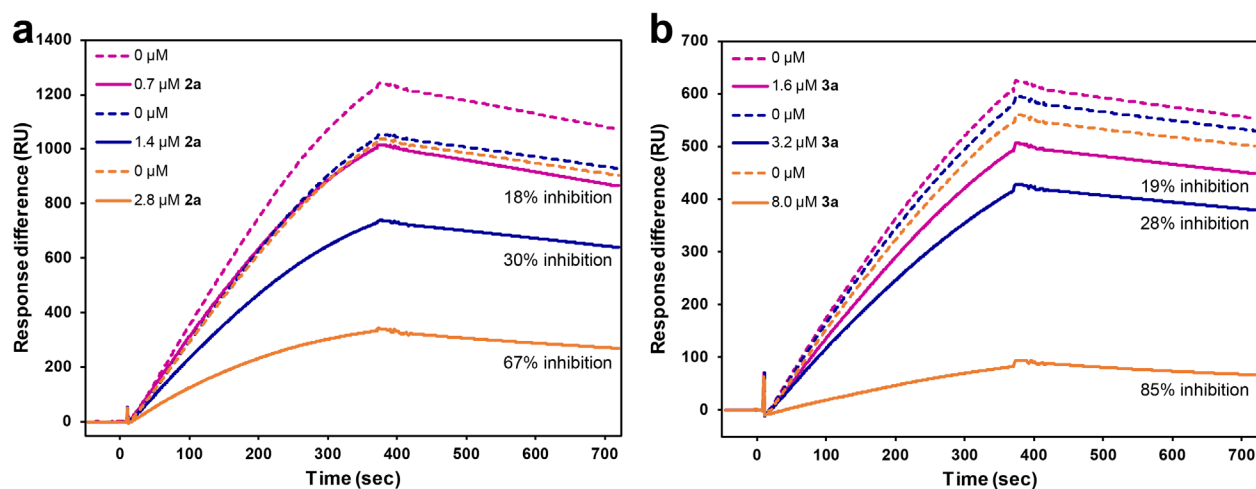 a
1400
1200
1000
800
600
400
200
0
Response difference (RU)
0 μM
0.7 μM 2a
0 μM
1.4 μM 2a
0 μM
2.8 μM 2a
18% inhibition
30% inhibition
67% inhibition
0 100 200 300 400 500 600 700
Time (sec)
b
700
600
500
400
300
200
100
0
Response difference (RU)
0 μM
1.6 μM 3a
0 μM
3.2 μM 3a
0 μM
8.0 μM 3a
19% inhibition
28% inhibition
85% inhibition
0 100 200 300 400 500 600 700
Time (sec)